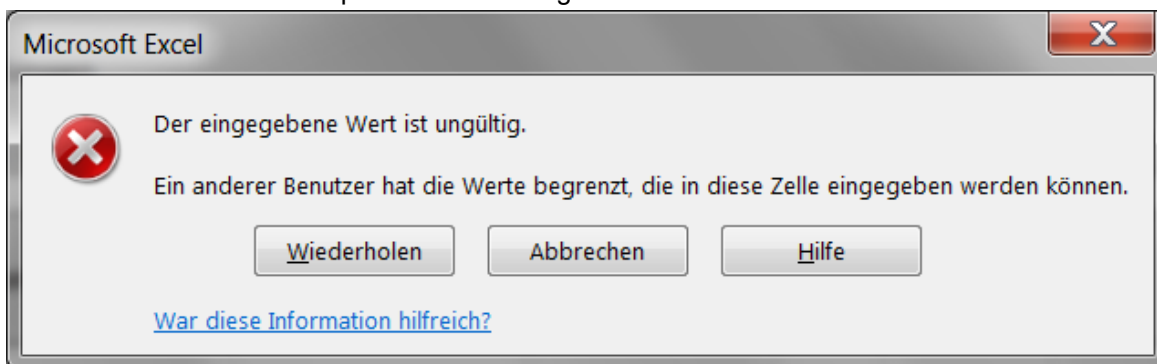 Microsoft Excel
Der eingegebene Wert ist ungültig.
Ein anderer Benutzer hat die Werte begrenzt, die in diese Zelle eingegeben werden können.
Wiederholen
Abbrechen
Hilfe
War diese Information hilfreich?